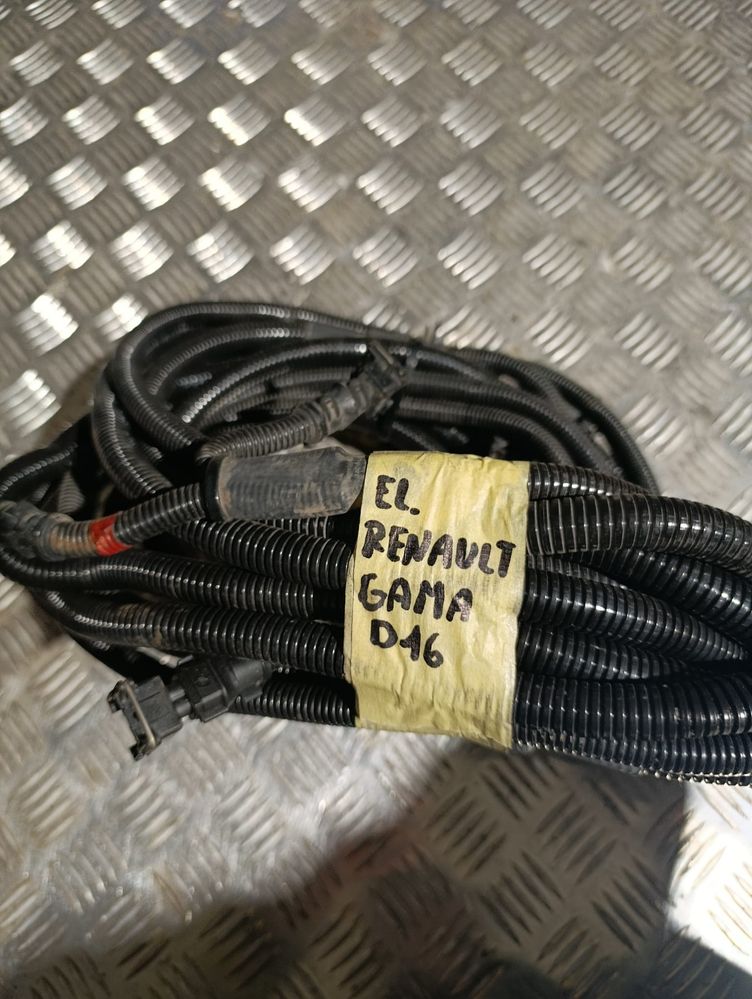 EL.
RENAULT
GAMA
D16